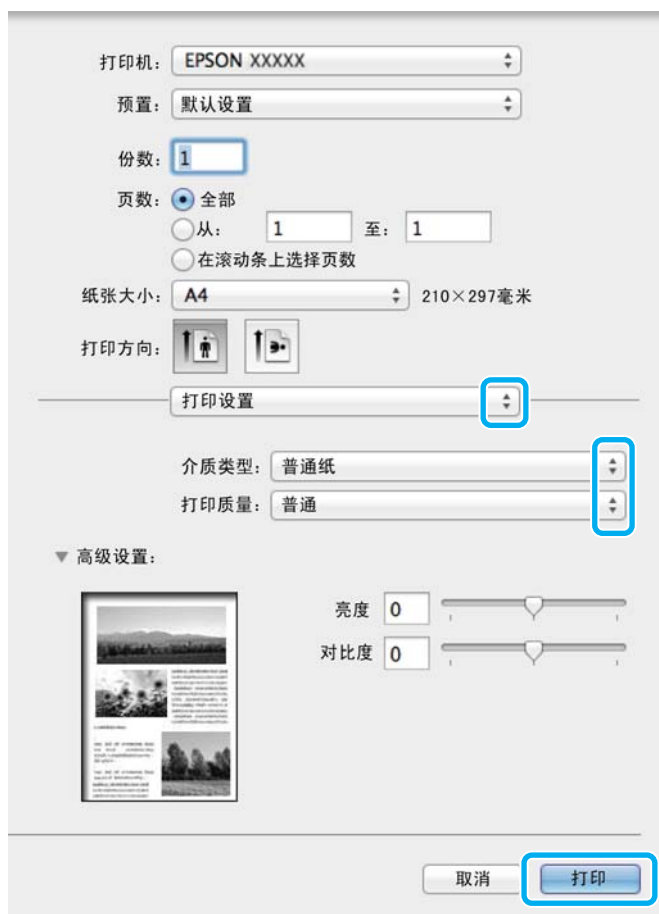 打印机: EPSON XXXXX
预置: 默认设置
份数: 1
页数: 全部
从: 1 至: 1
在滚动条上选择页数
纸张大小: A4 210×297毫米
打印方向:
打印设置
介质类型: 普通纸
打印质量: 普通
高级设置:
亮度 0
对比度 0
取消 打印